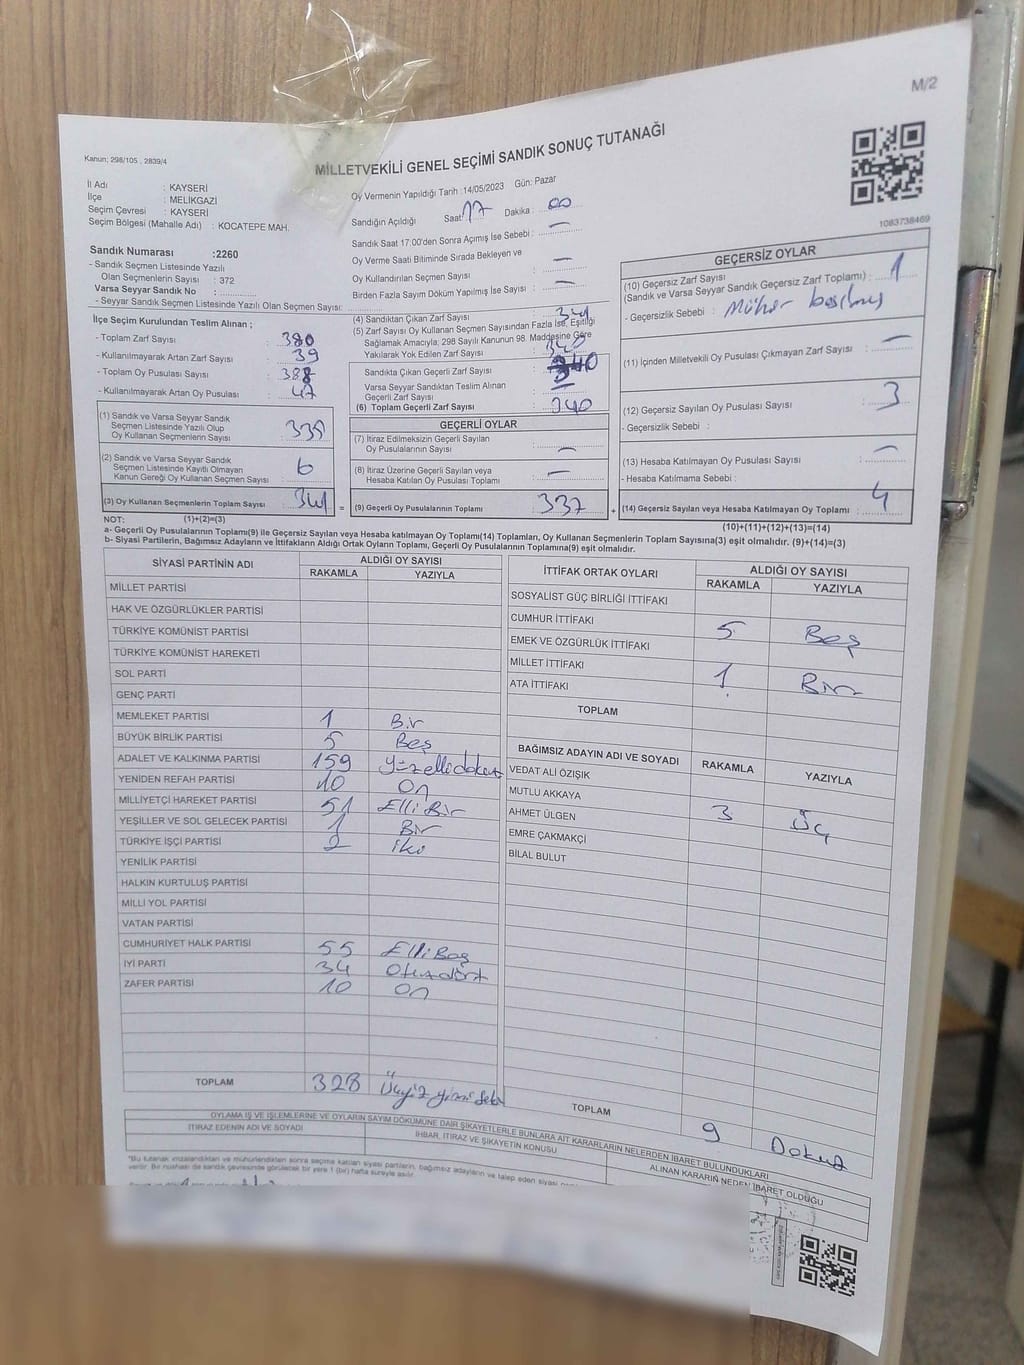 M/2
Kanun; 298/105 , 2839/4
MİLLETVEKİLİ GENEL SEÇİMİ SANDIK SONUÇ TUTANAĞI
1083738469
İl Adı : KAYSERİ
İlçe : MELİKGAZİ
Seçim Çevresi : KAYSERİ
Seçim Bölgesi (Mahalle Adı) : KOCATEPE MAH.
Oy Vermenin Yapıldığı Tarih :14/05/2023 Gün: Pazar
Sandığın Açıldığı Saat 17 Dakika : 00
Sandık Saat 17:00'den Sonra Açımış İse Sebebi : —
Oy Verme Saati Bitiminde Sırada Bekleyen ve
Oy Kullandırılan Seçmen Sayısı : —
Birden Fazla Sayım Döküm Yapılmış İse Sayısı : —
Sandık Numarası :2260
- Sandık Seçmen Listesinde Yazılı
Olan Seçmenlerin Sayısı : 372
Varsa Seyyar Sandık No :
- Seyyar Sandık Seçmen Listesinde Yazılı Olan Seçmen Sayısı:
İlçe Seçim Kurulundan Teslim Alınan ;
- Toplam Zarf Sayısı : 380
- Kullanılmayarak Artan Zarf Sayısı : 39
- Toplam Oy Pusulası Sayısı : 388
- Kullanılmayarak Artan Oy Pusulası : 47
(1) Sandık ve Varsa Seyyar Sandık
Seçmen Listesinde Yazılı Olup
Oy Kullanan Seçmenlerin Sayısı : 335
(2) Sandık ve Varsa Seyyar Sandık
Seçmen Listesinde Kayıtlı Olmayan
Kanun Gereği Oy Kullanan Seçmen Sayısı : 6
(3) Oy Kullanan Seçmenlerin Toplam Sayısı : 341
(4) Sandıktan Çıkan Zarf Sayısı : 341
(5) Zarf Sayısı Oy Kullanan Seçmen Sayısından Fazla İse, Eşitliği
Sağlamak Amacıyla; 298 Sayılı Kanunun 98. Maddesine Göre
Yakılarak Yok Edilen Zarf Sayısı :
Sandıkta Çıkan Geçerli Zarf Sayısı : 340
Varsa Seyyar Sandıktan Teslim Alınan
Geçerli Zarf Sayısı : —
(6) Toplam Geçerli Zarf Sayısı : 340
GEÇERLİ OYLAR
(7) İtiraz Edilmeksizin Geçerli Sayılan
Oy Pusulalarının Sayısı : —
(8) İtiraz Üzerine Geçerli Sayılan veya
Hesaba Katılan Oy Pusulası Toplamı : —
= (9) Geçerli Oy Pusulalarının Toplamı : 337
GEÇERSİZ OYLAR
(10) Geçersiz Zarf Sayısı
(Sandık ve Varsa Seyyar Sandık Geçersiz Zarf Toplamı) : 1
- Geçersizlik Sebebi : Mühür basılmış
(11) İçinden Milletvekili Oy Pusulası Çıkmayan Zarf Sayısı : —
(12) Geçersiz Sayılan Oy Pusulası Sayısı : 3
- Geçersizlik Sebebi :
(13) Hesaba Katılmayan Oy Pusulası Sayısı : —
- Hesaba Katılmama Sebebi :
+ (14) Geçersiz Sayılan veya Hesaba Katılmayan Oy Toplamı : 4
NOT: (1)+(2)=(3)
(10)+(11)+(12)+(13)=(14)
a- Geçerli Oy Pusulalarının Toplamı(9) ile Geçersiz Sayılan veya Hesaba katılmayan Oy Toplamı(14) Toplamları, Oy Kullanan Seçmenlerin Toplam Sayısına(3) eşit olmalıdır. (9)+(14)=(3)
b- Siyasi Partilerin, Bağımsız Adayların ve İttifakların Aldığı Ortak Oyların Toplamı, Geçerli Oy Pusulalarının Toplamına(9) eşit olmalıdır.
SİYASİ PARTİNİN ADI ALDIĞI OY SAYISI
RAKAMLA YAZIYLA
MİLLET PARTİSİ
HAK VE ÖZGÜRLÜKLER PARTİSİ
TÜRKİYE KOMÜNİST PARTİSİ
TÜRKİYE KOMÜNİST HAREKETİ
SOL PARTİ
GENÇ PARTİ
MEMLEKET PARTİSİ 1 Bir
BÜYÜK BİRLİK PARTİSİ 5 Beş
ADALET VE KALKINMA PARTİSİ 159 Yüzellidokuz
YENİDEN REFAH PARTİSİ 10 On
MİLLİYETÇİ HAREKET PARTİSİ 51 Elli Bir
YEŞİLLER VE SOL GELECEK PARTİSİ 1 Bir
TÜRKİYE İŞÇİ PARTİSİ 2 İki
YENİLİK PARTİSİ
HALKIN KURTULUŞ PARTİSİ
MİLLİ YOL PARTİSİ
VATAN PARTİSİ
CUMHURİYET HALK PARTİSİ 55 Elli Beş
İYİ PARTİ 34 Otuzdört
ZAFER PARTİSİ 10 On
TOPLAM 328 Üçyüz yirmi sekiz
İTTİFAK ORTAK OYLARI ALDIĞI OY SAYISI
RAKAMLA YAZIYLA
SOSYALİST GÜÇ BİRLİĞİ İTTİFAKI
CUMHUR İTTİFAKI 5 Beş
EMEK VE ÖZGÜRLÜK İTTİFAKI
MİLLET İTTİFAKI 1 Bir
ATA İTTİFAKI
TOPLAM
BAĞIMSIZ ADAYIN ADI VE SOYADI RAKAMLA YAZIYLA
VEDAT ALİ ÖZIŞIK
MUTLU AKKAYA
AHMET ÜLGEN 3 Üç
EMRE ÇAKMAKÇİ
BİLAL BULUT
TOPLAM 9 Dokuz
OYLAMA İŞ VE İŞLEMLERİNE VE OYLARIN SAYIM DÖKÜMÜNE DAİR ŞİKAYETLERLE BUNLARA AİT KARARLARIN NELERDEN İBARET BULUNDUKLARI
İTİRAZ EDENİN ADI VE SOYADI
İHBAR, İTİRAZ VE ŞİKAYETİN KONUSU
ALINAN KARARIN NEDEN İBARET OLDUĞU
"Bu tutanak imzalandıktan ve mühürlendikten sonra seçime katılan siyasi partilerin, bağımsız adayların ve talep eden siyasi
verilir. Bir nüshası da sandık çevresinde görülecek bir yere 1 (bir) hafta süreyle asılır.